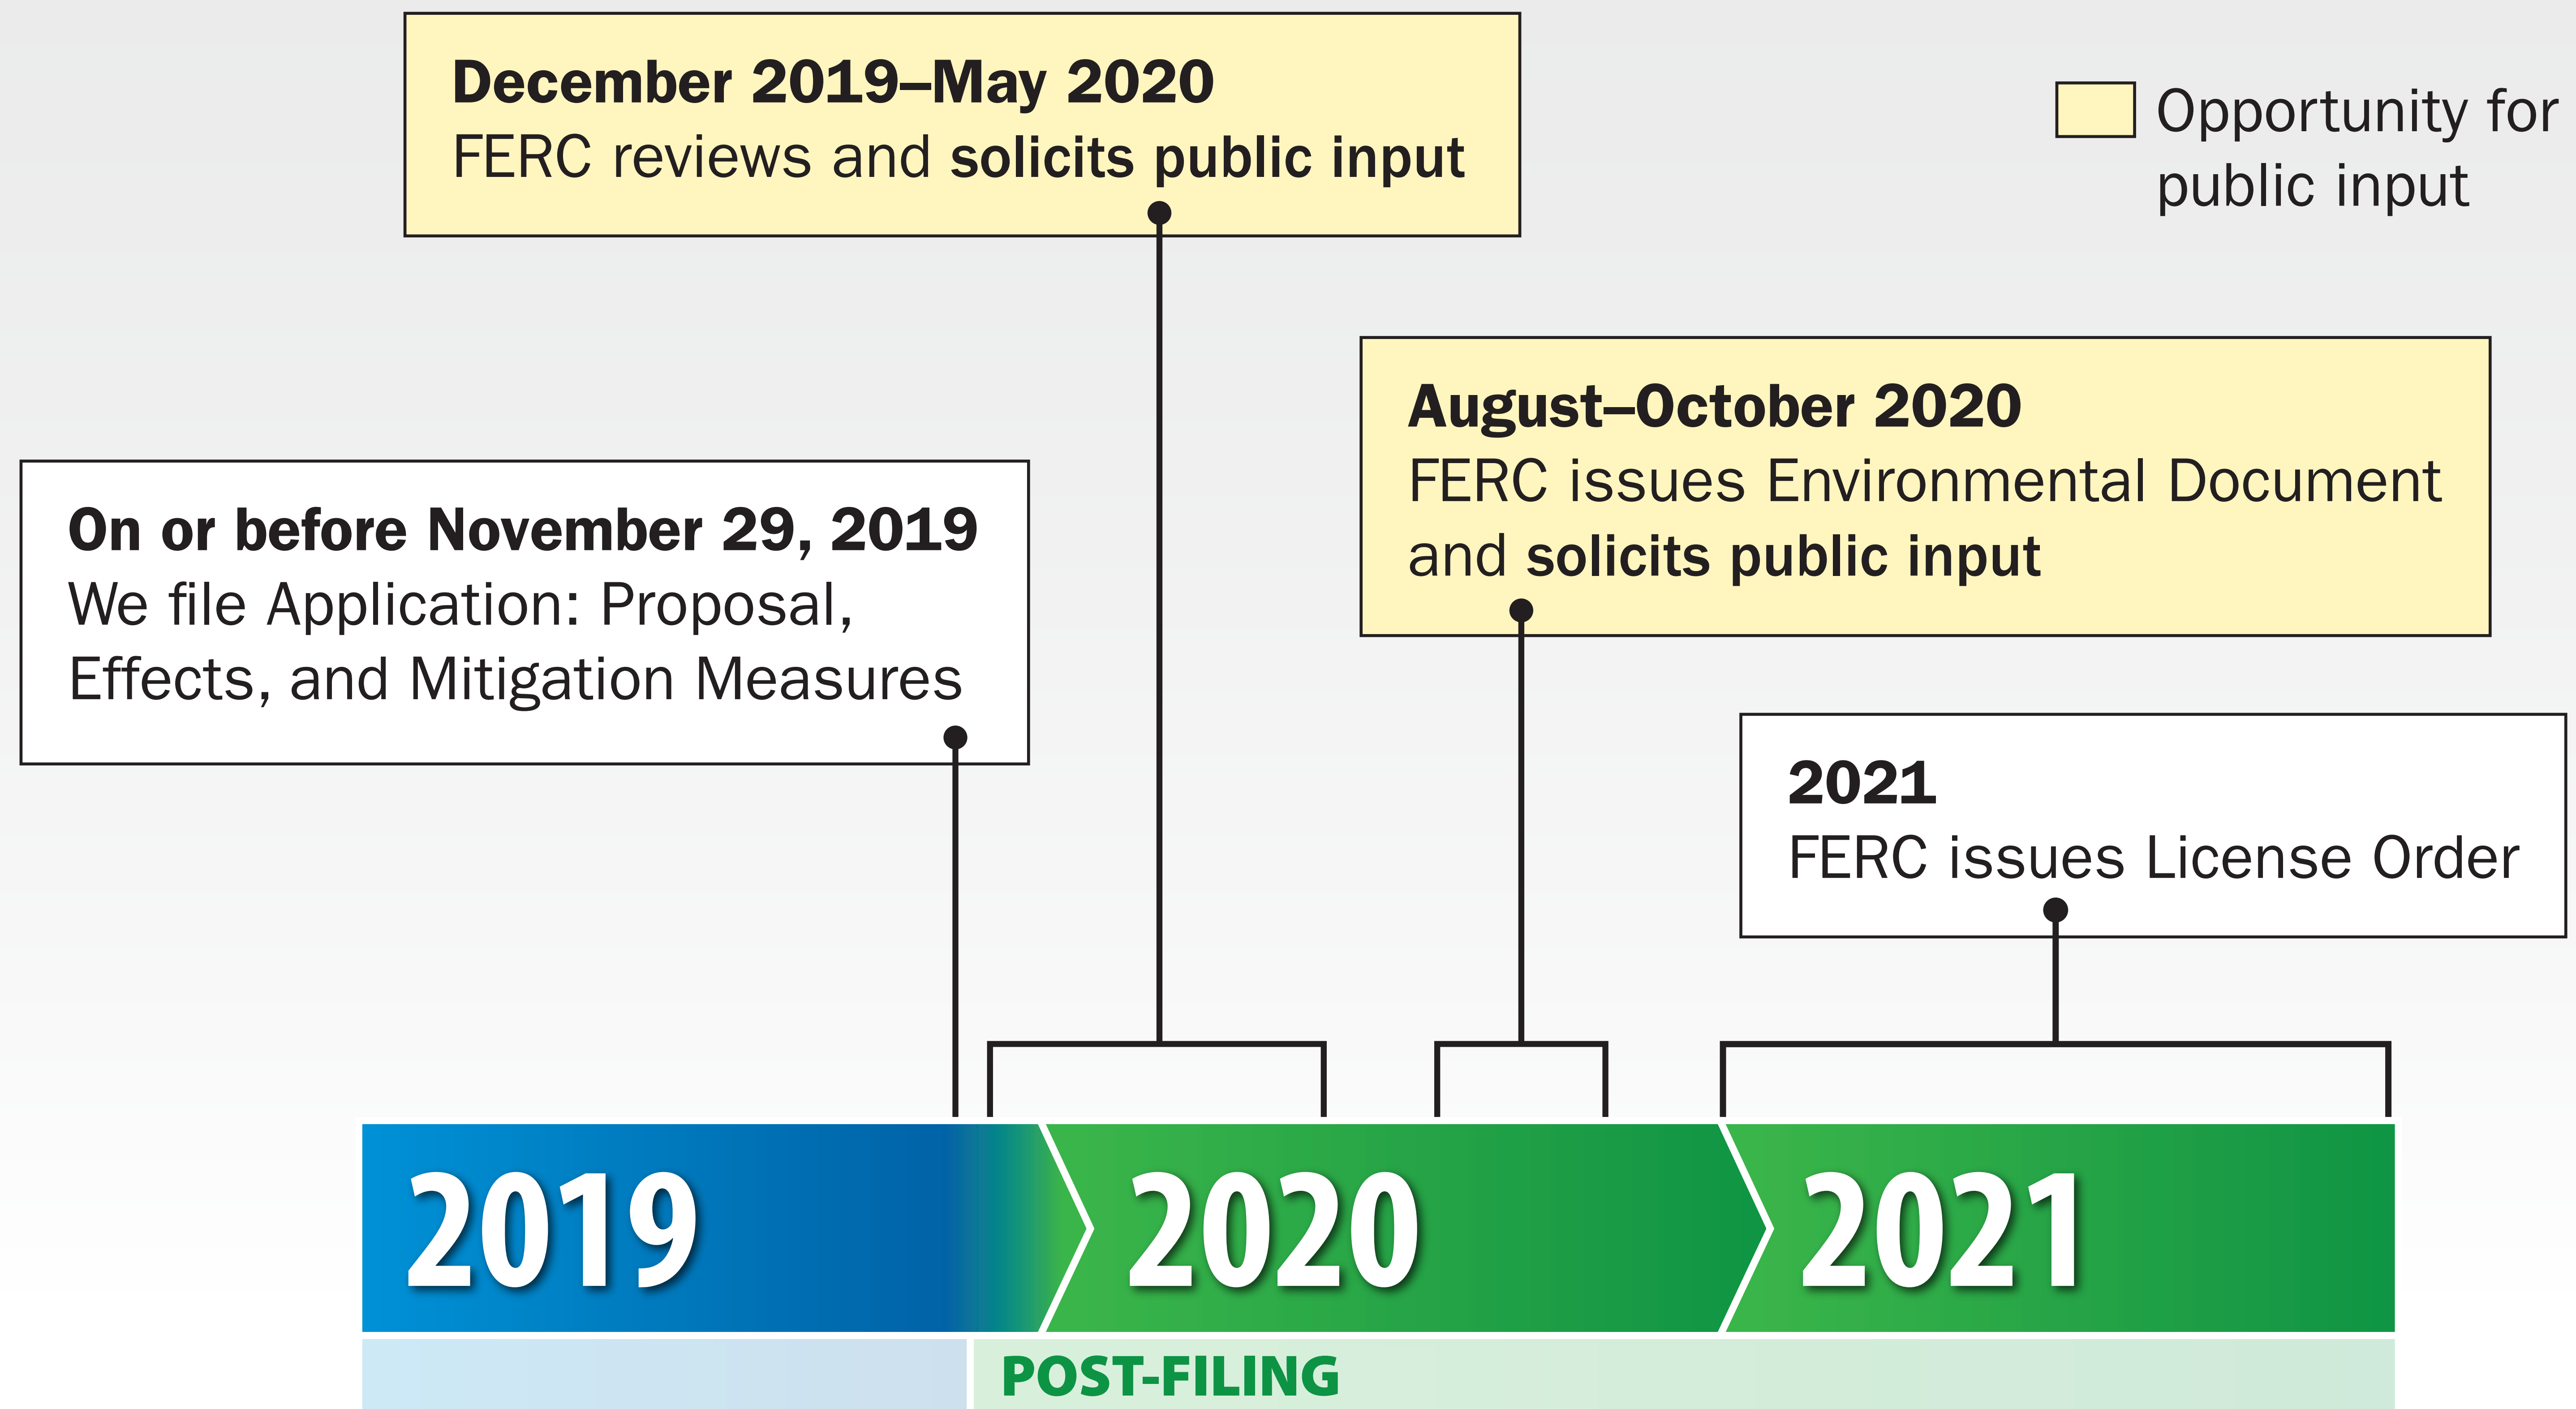 December 2019–May 2020
FERC reviews and solicits public input
Opportunity for
public input
August–October 2020
FERC issues Environmental Document
and solicits public input
On or before November 29, 2019
We file Application: Proposal,
Effects, and Mitigation Measures
2021
FERC issues License Order
2019
2020
2021
POST-FILING